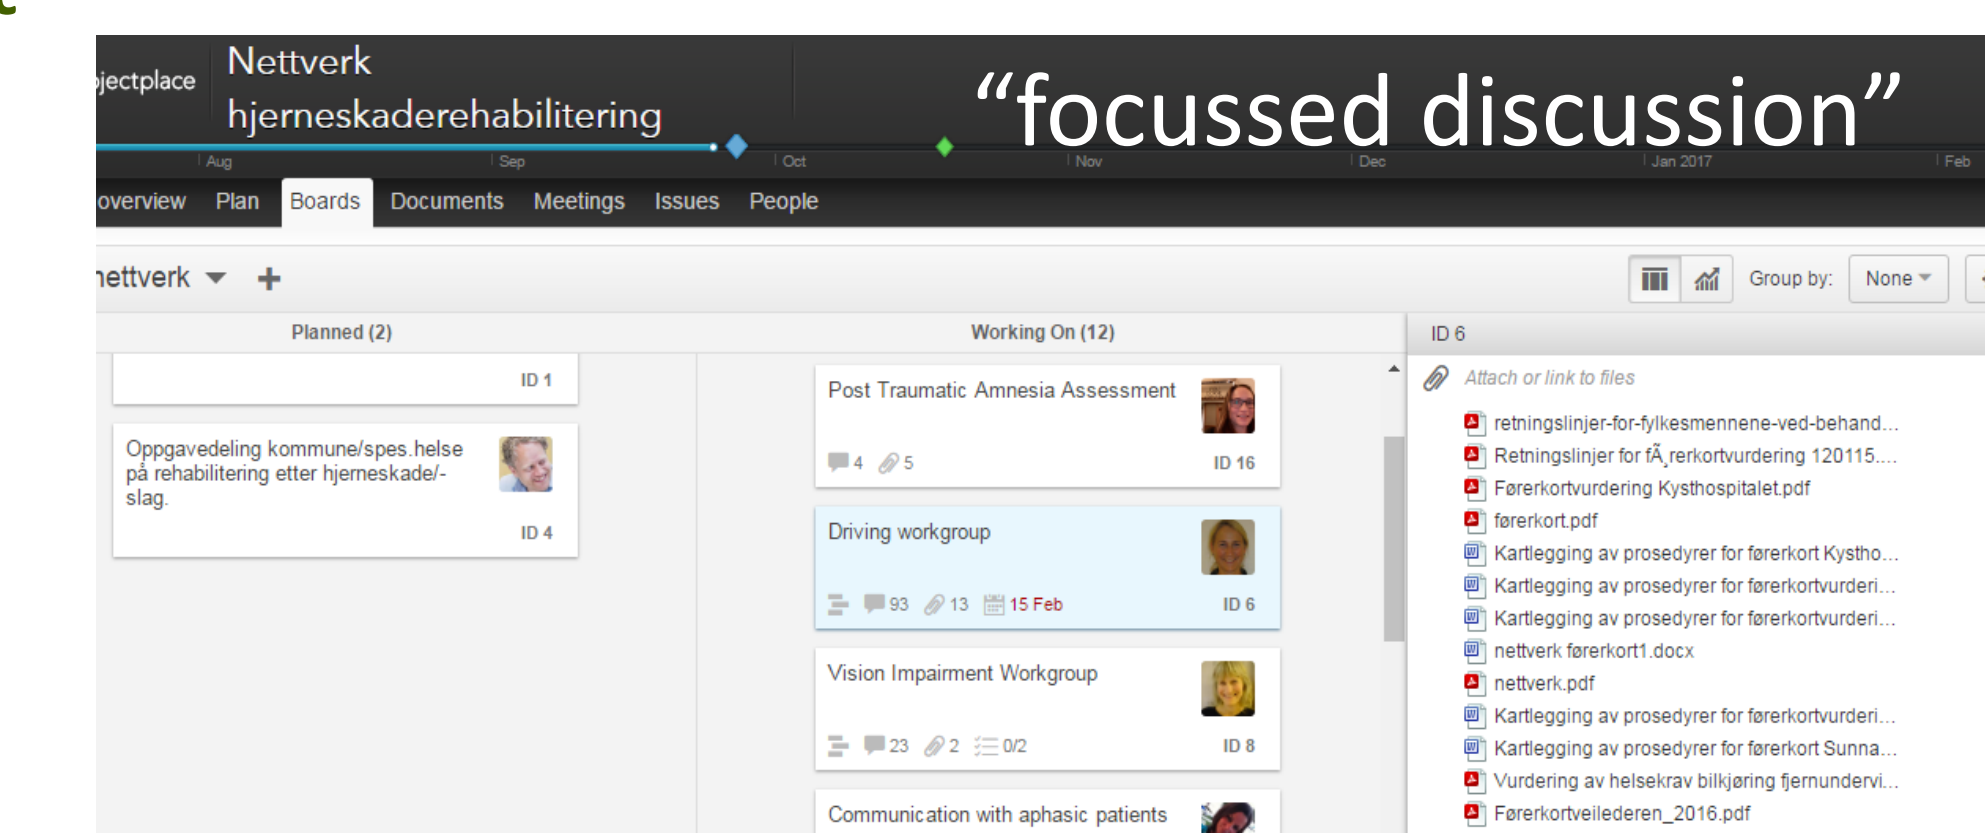 Nettverk
hjerneskaderehabilitering
jectplace
“focussed discussion”
Aug Sep Oct Nov Dec Jan 2017 Feb
overview Plan Boards Documents Meetings Issues People
nettverk
Group by: None
Planned (2)
Working On (12)
ID 1
Oppgavedeling kommune/spes.helse
på rehabilitering etter hjerneskade/-
slag.
ID 4
Post Traumatic Amnesia Assessment
4 5 ID 16
Driving workgroup
93 13 15 Feb ID 6
Vision Impairment Workgroup
23 2 0/2 ID 8
Communication with aphasic patients
ID 6
Attach or link to files
retningslinjer-for-fylkesmennene-ved-behand...
Retningslinjer for fÃ¸rerkortvurdering 120115....
Førerkortvurdering Kysthospitalet.pdf
førerkort.pdf
Kartlegging av prosedyrer for førerkort Kystho...
Kartlegging av prosedyrer for førerkortvurderi...
Kartlegging av prosedyrer for førerkortvurderi...
nettverk førerkort1.docx
nettverk.pdf
Kartlegging av prosedyrer for førerkortvurderi...
Kartlegging av prosedyrer for førerkort Sunna...
Vurdering av helsekrav bilkjøring fjernundervi...
Førerkortveilederen_2016.pdf